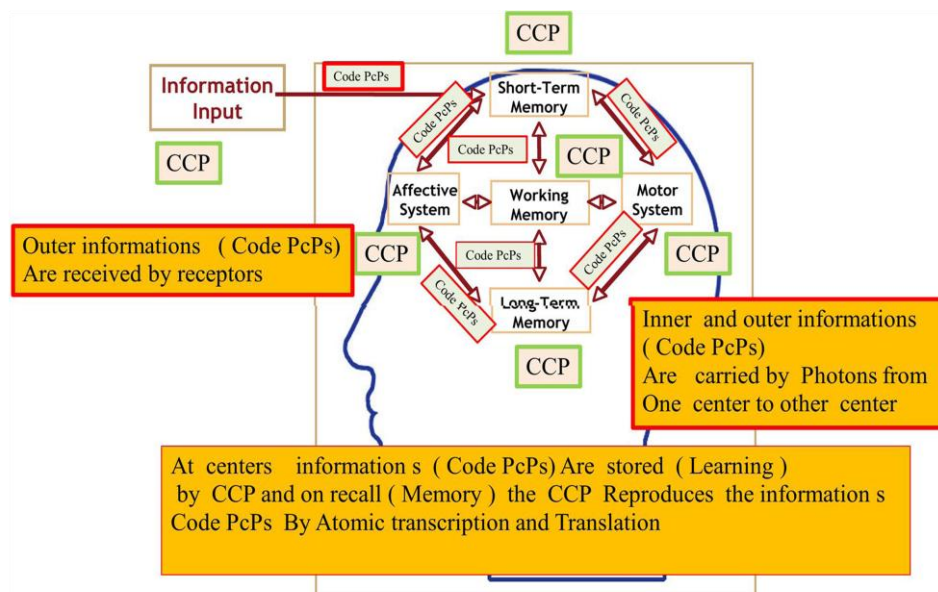 CCP
Code PcPs
Information
Input
Short-Term
Memory
Code PcPs
Code PcPs
Code PcPs
CCP
CCP
Affective
System
Working
Memory
Motor
System
Outer informations ( Code PcPs)
Are received by receptors
CCP
Code PcPs
Code PcPs
CCP
Code PcPs
Long-Term
Memory
CCP
Inner and outer informations
( Code PcPs)
Are carried by Photons from
One center to other center
At centers information s ( Code PcPs) Are stored ( Learning )
by CCP and on recall ( Memory ) the CCP Reproduces the information s
Code PcPs By Atomic transcription and Translation